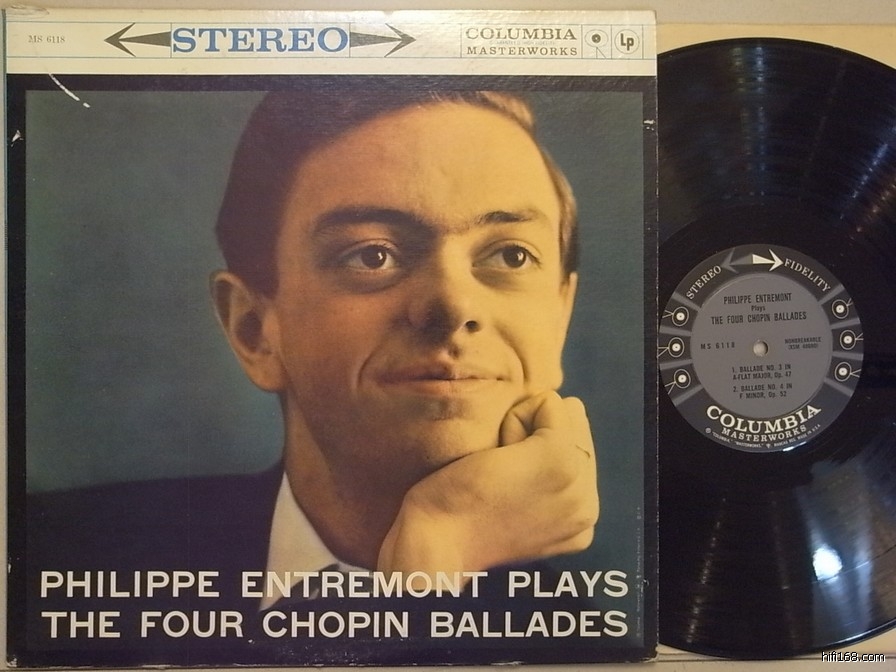 MS 6118
STEREO
COLUMBIA
MASTERWORKS
Lp
PHILIPPE ENTREMONT PLAYS
THE FOUR CHOPIN BALLADES
STEREO FIDELITY
PHILIPPE ENTREMONT
Plays
THE FOUR CHOPIN BALLADES
MS 6118
NONBREAKABLE
1. BALLADE NO. 3 IN
A-FLAT MAJOR, Op. 47
2. BALLADE NO. 4 IN
F MINOR, Op. 52
COLUMBIA
MASTERWORKS
hifi168.com